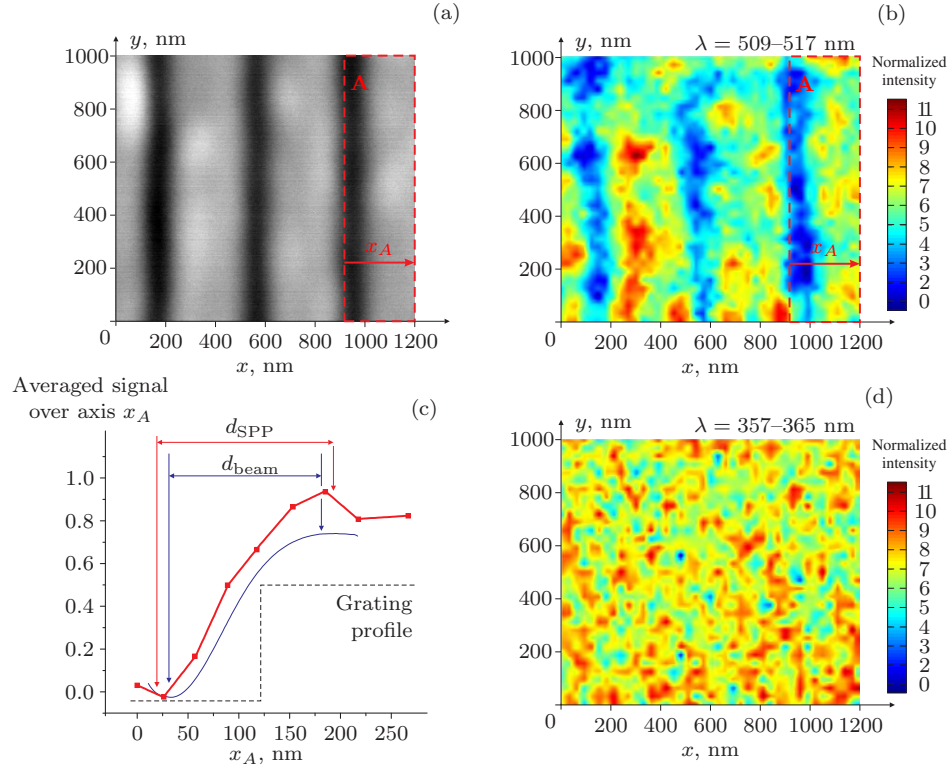 (a)
y, nm
1000
800
600
400
200
0
200
400
600
800
1000
1200
x, nm
A
x_A
(b)
y, nm
λ = 509–517 nm
1000
800
600
400
200
0
200
400
600
800
1000
1200
x, nm
A
x_A
Normalized
intensity
11
10
9
8
7
6
5
4
3
2
1
0
(c)
Averaged signal
over axis x_A
d_SPP
d_beam
1.0
0.8
0.6
0.4
0.2
0.0
Grating
profile
0
50
100
150
200
250
x_A, nm
(d)
y, nm
λ = 357–365 nm
1000
800
600
400
200
0
200
400
600
800
1000
1200
x, nm
Normalized
intensity
11
10
9
8
7
6
5
4
3
2
1
0